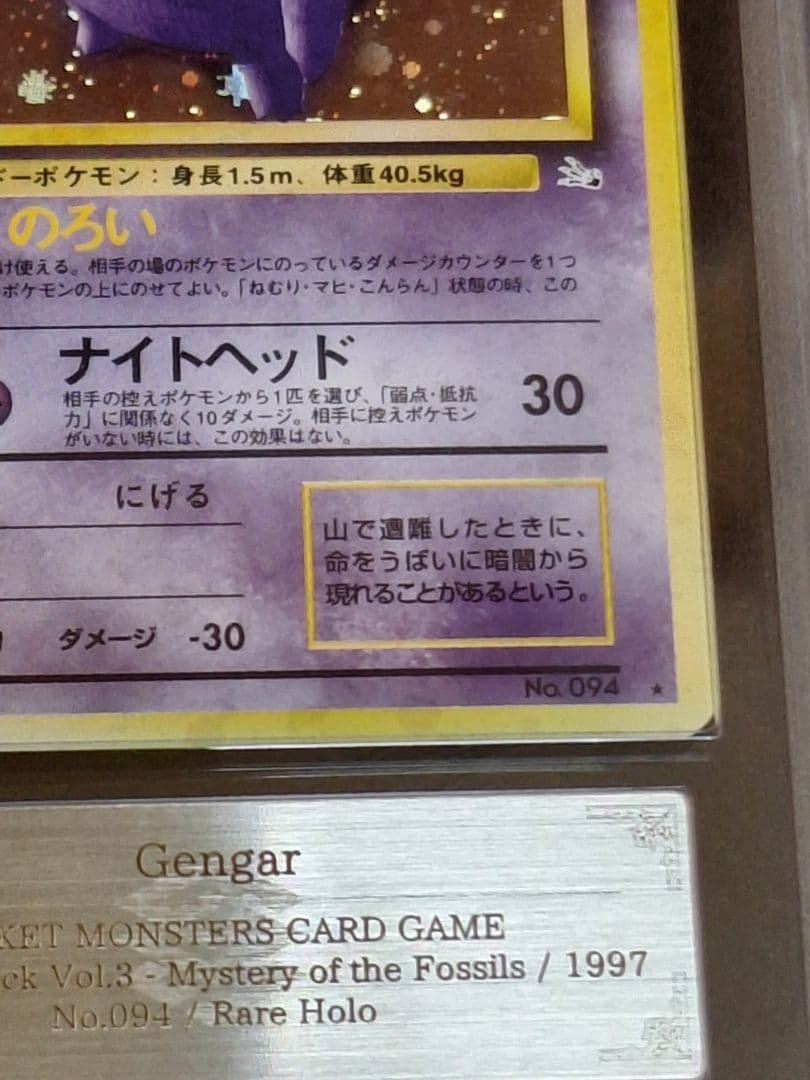 ドーポケモン：身長1.5m、体重40.5kg
のろい
け使える。相手の場のポケモンにのっているダメージカウンターを1つ
ポケモンの上にのせてよい。「ねむり・マヒ・こんらん」状態の時、この
ナイトヘッド
相手の控えポケモンから1匹を選び、「弱点・抵抗
力」に関係なく10ダメージ。相手に控えポケモン
がいない時には、この効果はない。
30
にげる
山で遭難したときに、
命をうばいに暗闇から
現れることがあるという。
ダメージ -30
No.094 ★
Gengar
KET MONSTERS CARD GAME
ck Vol.3 - Mystery of the Fossils / 1997
No.094 / Rare Holo